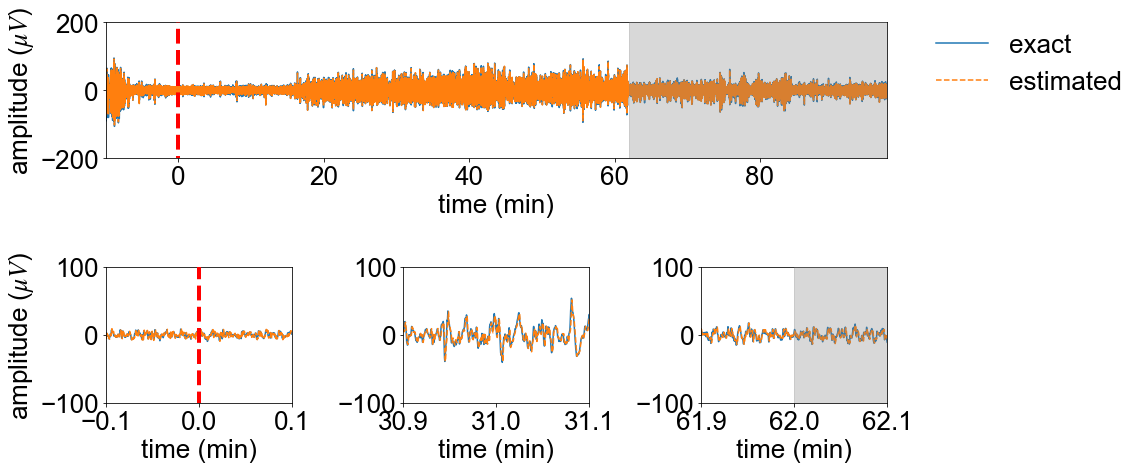 amplitude (μV)
200
0
−200
0 20 40 60 80
time (min)
exact
estimated
amplitude (μV)
100
0
−100
−0.1 0.0 0.1
time (min)
100
0
−100
30.9 31.0 31.1
time (min)
100
0
−100
61.9 62.0 62.1
time (min)